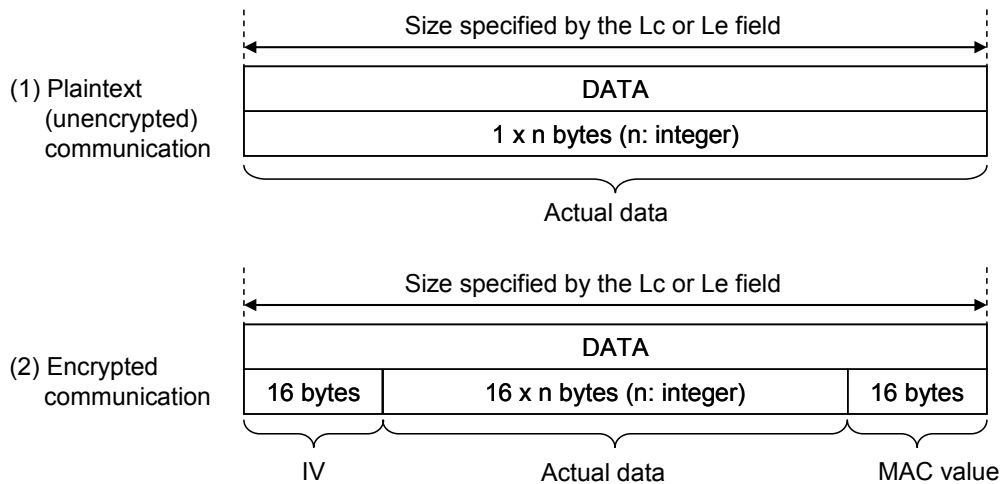 Size specified by the Lc or Le field
(1) Plaintext
(unencrypted)
communication
DATA
1 x n bytes (n: integer)
Actual data
Size specified by the Lc or Le field
(2) Encrypted
communication
DATA
16 bytes
16 x n bytes (n: integer)
16 bytes
IV
Actual data
MAC value